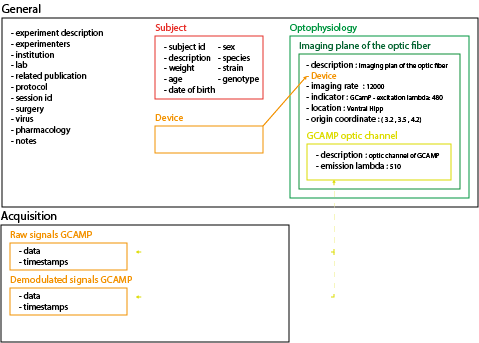 General
- experiment description
- experimenters
- institution
- lab
- related publication
- protocol
- session id
- surgery
- virus
- pharmacology
- notes
Subject
- subject id - sex
- description - species
- weight - strain
- age - genotype
- date of birth
Device
Optophysiology
Imaging plane of the optic fiber
- description : Imaging plan of the optic fiber
- Device
- imaging rate : 12000
- indicator : GCamP - excitation lambda: 480
- location : Ventral Hipp
- origin coordinate : ( 3.2, 3.5 , 4.2)
GCAMP optic channel
- description : optic channel of GCAMP
- emission lambda : 510
Acquisition
Raw signals GCAMP
- data
- timestamps
Demodulated signals GCAMP
- data
- timestamps